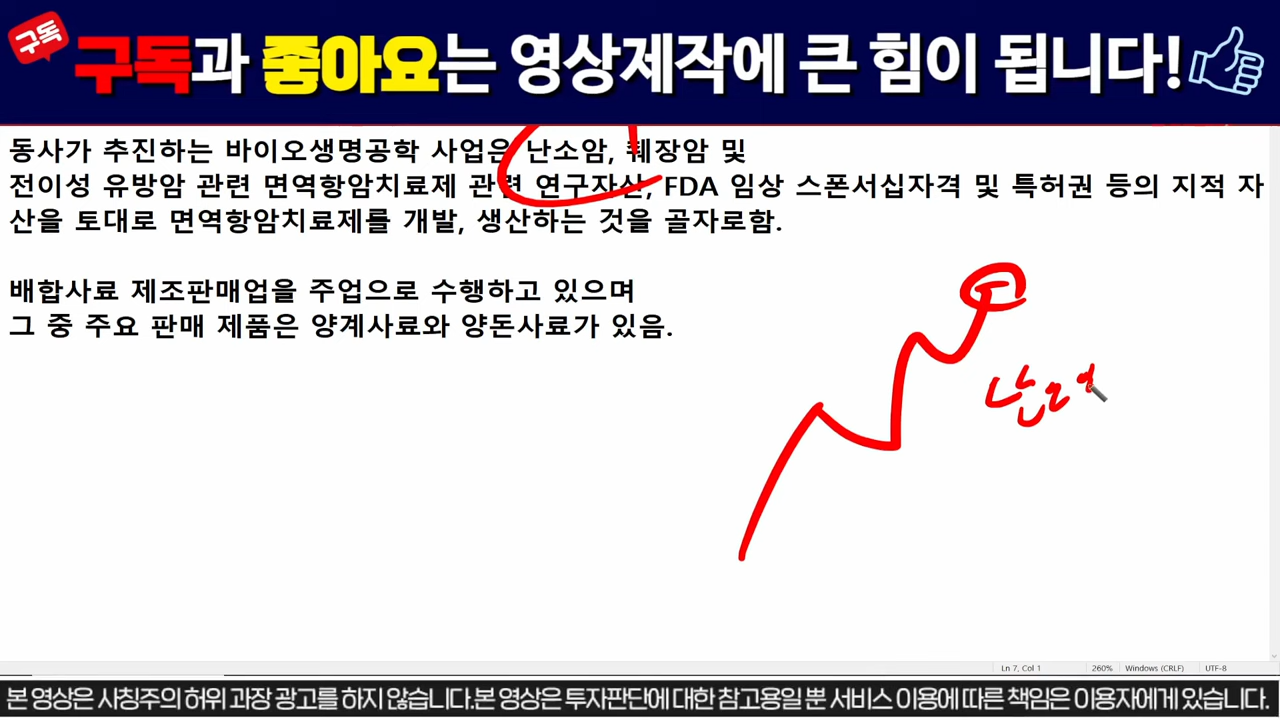 구독
구독과 좋아요는 영상제작에 큰 힘이 됩니다!
동사가 추진하는 바이오생명공학 사업은 난소암, 췌장암 및
전이성 유방암 관련 면역항암치료제 관련 연구자산, FDA 임상 스폰서십자격 및 특허권 등의 지적 자
산을 토대로 면역항암치료제를 개발, 생산하는 것을 골자로함.
배합사료 제조판매업을 주업으로 수행하고 있으며
그 중 주요 판매 제품은 양계사료와 양돈사료가 있음.
Ln 7, Col 1 260% Windows (CRLF) UTF-8
본 영상은 사칭주의 허위 과장 광고를 하지 않습니다.본 영상은 투자판단에 대한 참고용일 뿐 서비스 이용에 따른 책임은 이용자에게 있습니다.